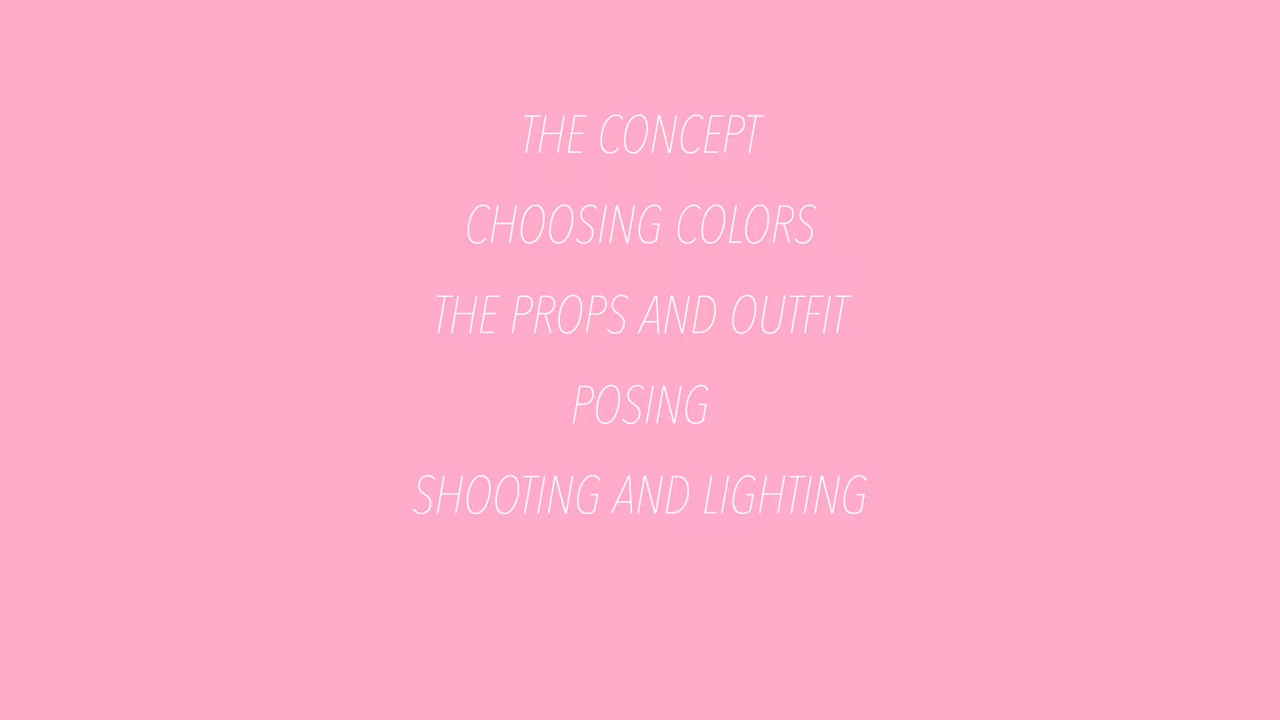 THE CONCEPT
CHOOSING COLORS
THE PROPS AND OUTFIT
POSING
SHOOTING AND LIGHTING